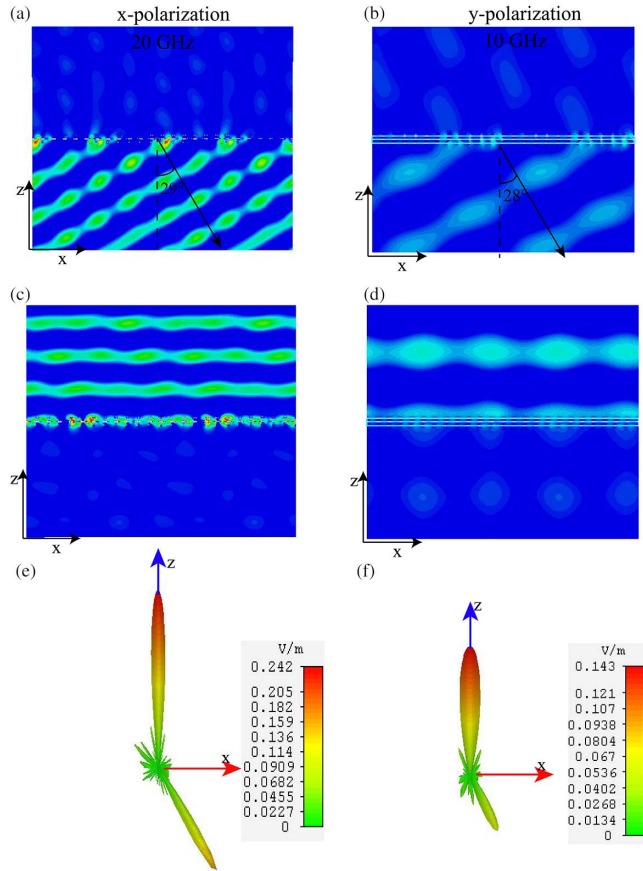 (a)
x-polarization
20 GHz
29°
z
x
(b)
y-polarization
10 GHz
28°
z
x
(c)
z
x
(d)
z
x
(e)
z
x
V/m
0.242
0.205
0.182
0.159
0.136
0.114
0.0909
0.0682
0.0455
0.0227
0
(f)
z
x
V/m
0.143
0.121
0.107
0.0938
0.0804
0.067
0.0536
0.0402
0.0268
0.0134
0